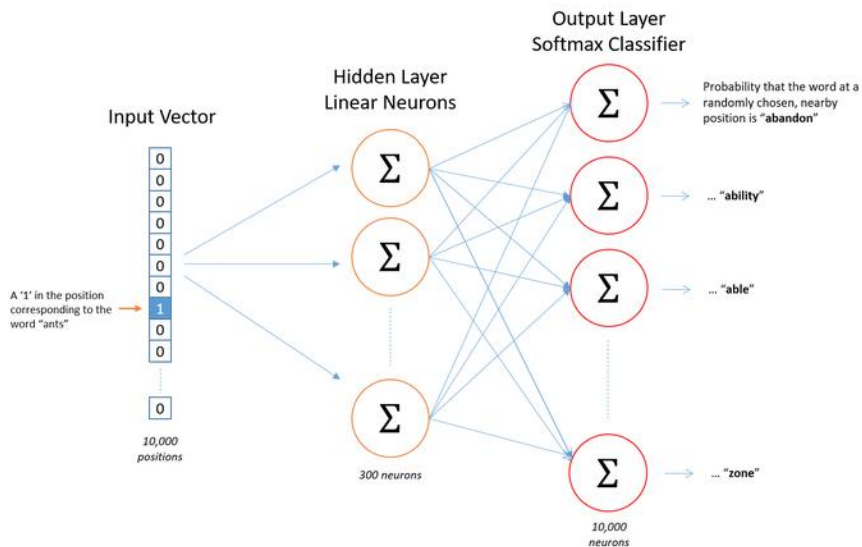 Output Layer
Softmax Classifier
Hidden Layer
Linear Neurons
Input Vector
0
0
0
0
0
0
0
1
0
0
0
A ‘1’ in the position
corresponding to the
word “ants”
10,000
positions
Σ
Σ
Σ
300 neurons
Σ
Σ
Σ
Σ
10,000
neurons
Probability that the word at a
randomly chosen, nearby
position is “abandon”
... “ability”
... “able”
... “zone”